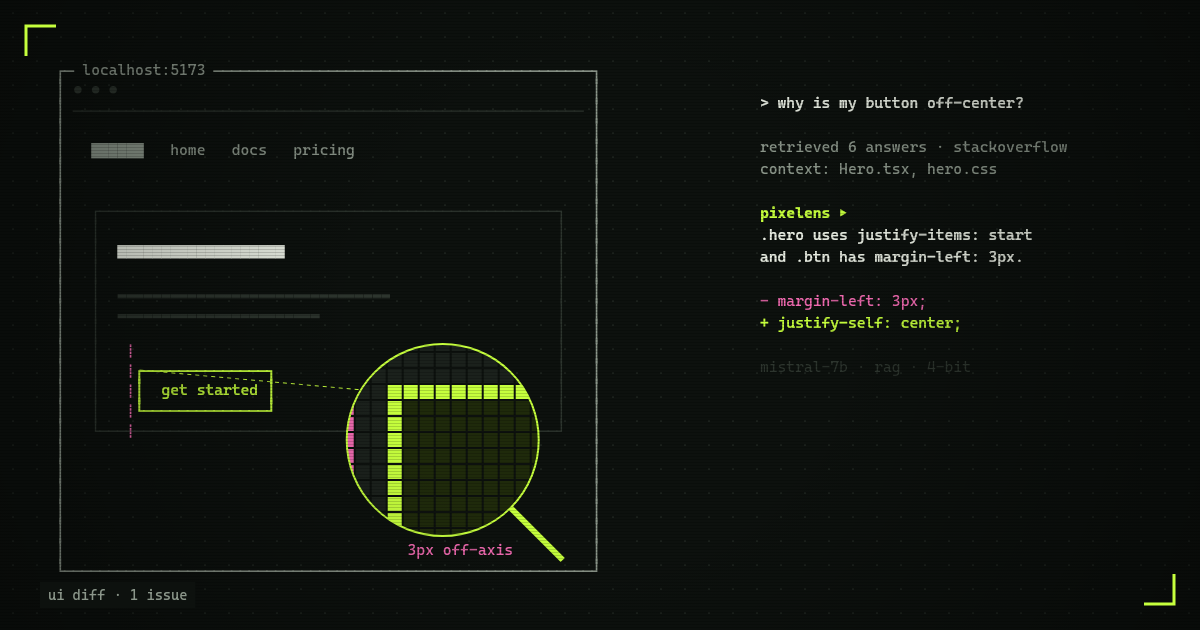 localhost:5173
home docs pricing
get started
3px off-axis
ui diff · 1 issue
> why is my button off-center?
retrieved 6 answers · stackoverflow
context: Hero.tsx, hero.css
pixelens ▸
.hero uses justify-items: start
and .btn has margin-left: 3px.
- margin-left: 3px;
+ justify-self: center;
mistral-7b · rag · 4-bit